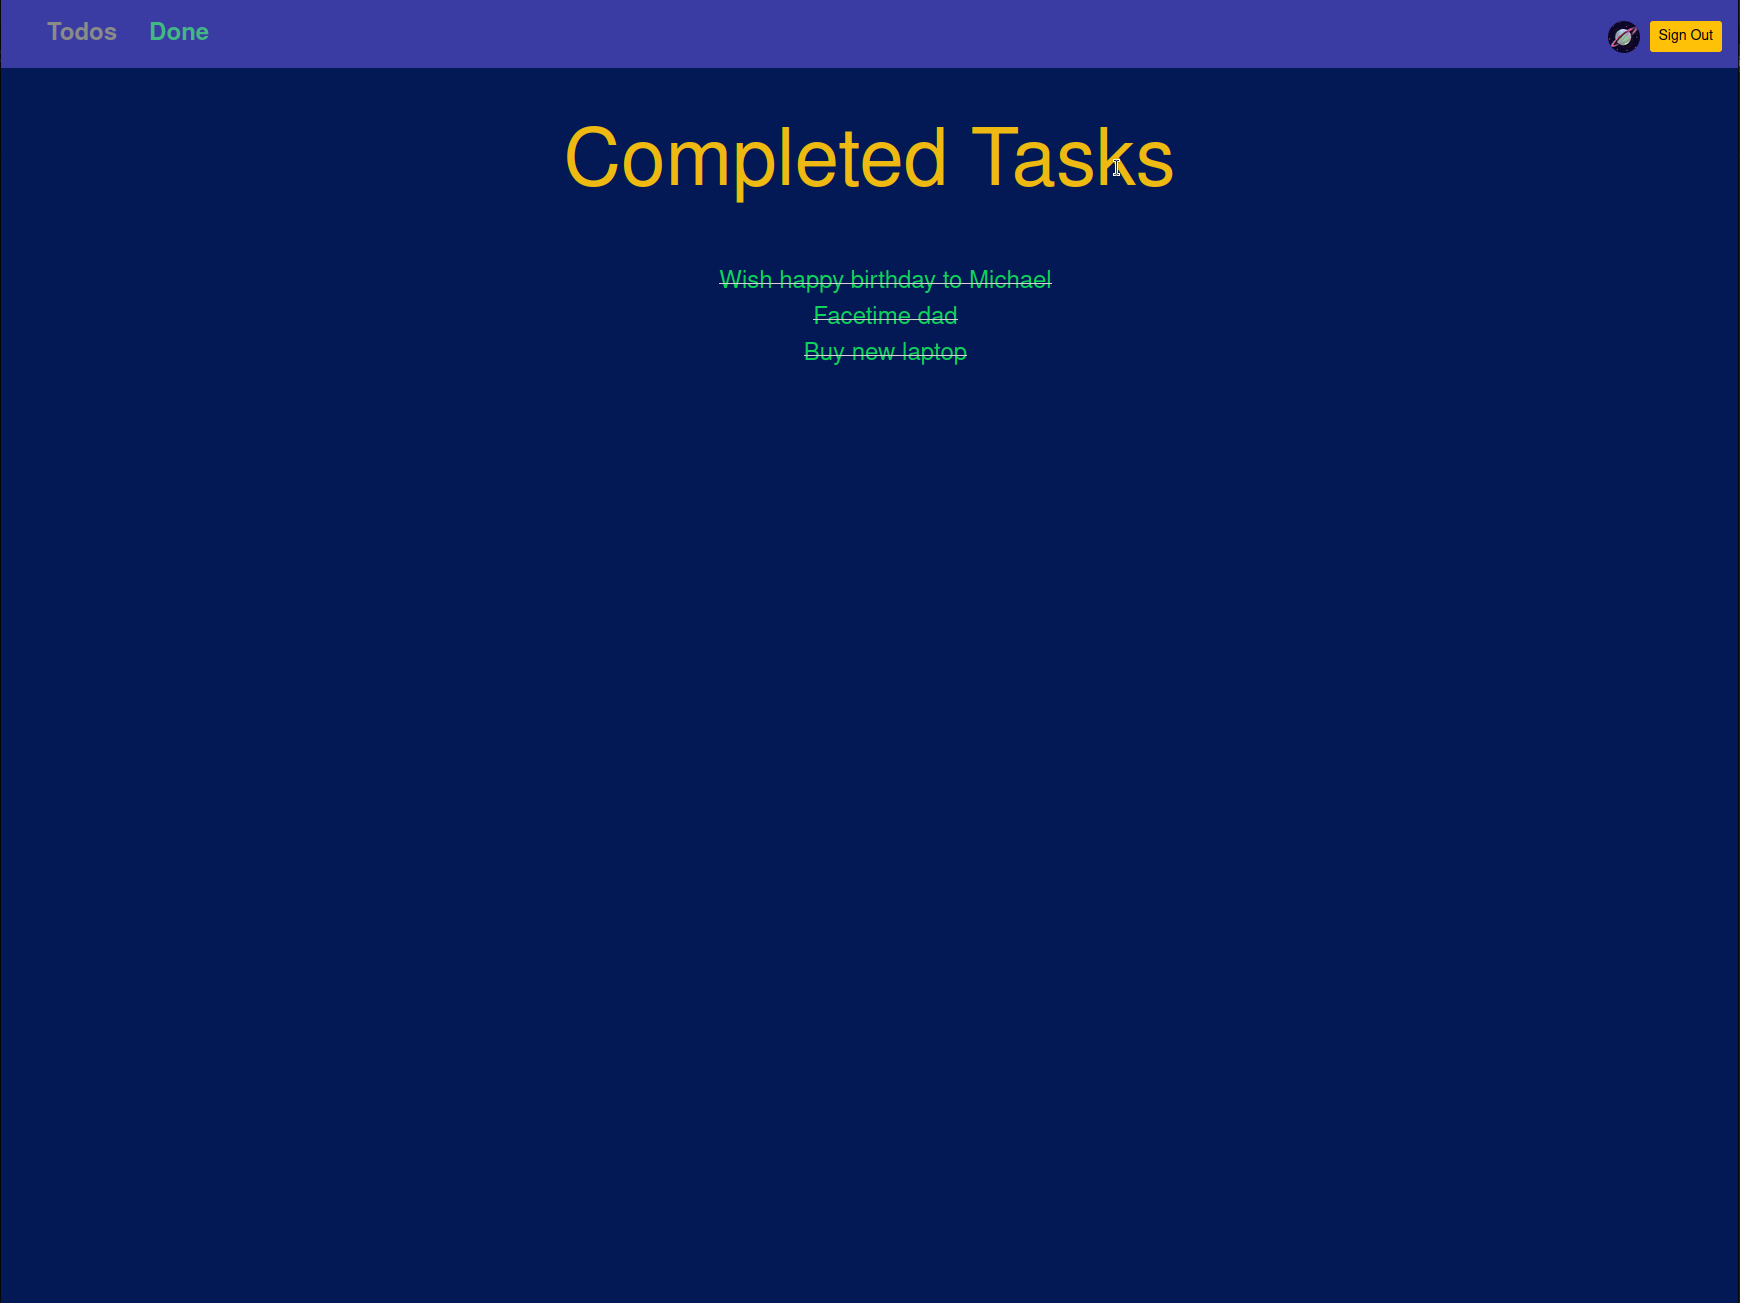 Todos Done Sign Out
Completed Tasks
Wish happy birthday to Michael
Facetime dad
Buy new laptop